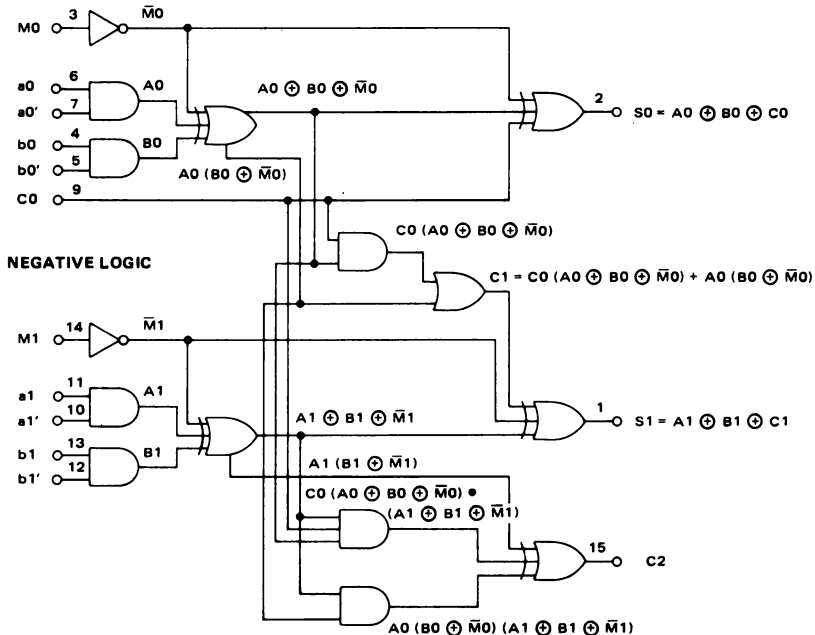 M0 3 M̅0
a0 6 A0
a0' 7
A0 ⊕ B0 ⊕ M̅0
2 S0 = A0 ⊕ B0 ⊕ C0
b0 4 B0
b0' 5
A0 (B0 ⊕ M̅0)
C0 9
C0 (A0 ⊕ B0 ⊕ M̅0)
NEGATIVE LOGIC
C1 = C0 (A0 ⊕ B0 ⊕ M̅0) + A0 (B0 ⊕ M̅0)
M1 14 M̅1
a1 11 A1
a1' 10
A1 ⊕ B1 ⊕ M̅1
1 S1 = A1 ⊕ B1 ⊕ C1
b1 13 B1
b1' 12
A1 (B1 ⊕ M̅1)
C0 (A0 ⊕ B0 ⊕ M̅0) •
(A1 ⊕ B1 ⊕ M̅1)
15 C2
A0 (B0 ⊕ M̅0) (A1 ⊕ B1 ⊕ M̅1)